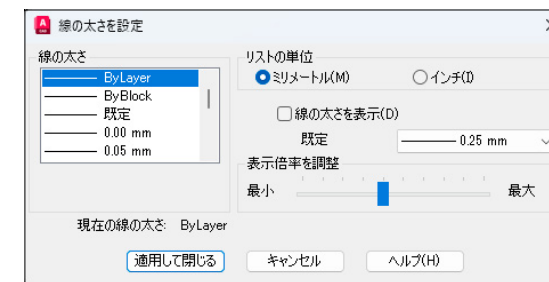 線の太さを設定
線の太さ
ByLayer
ByBlock
既定
0.00 mm
0.05 mm
リストの単位
ミリメートル(M)
インチ(I)
線の太さを表示(D)
既定
0.25 mm
表示倍率を調整
最小
最大
現在の線の太さ: ByLayer
適用して閉じる
キャンセル
ヘルプ(H)